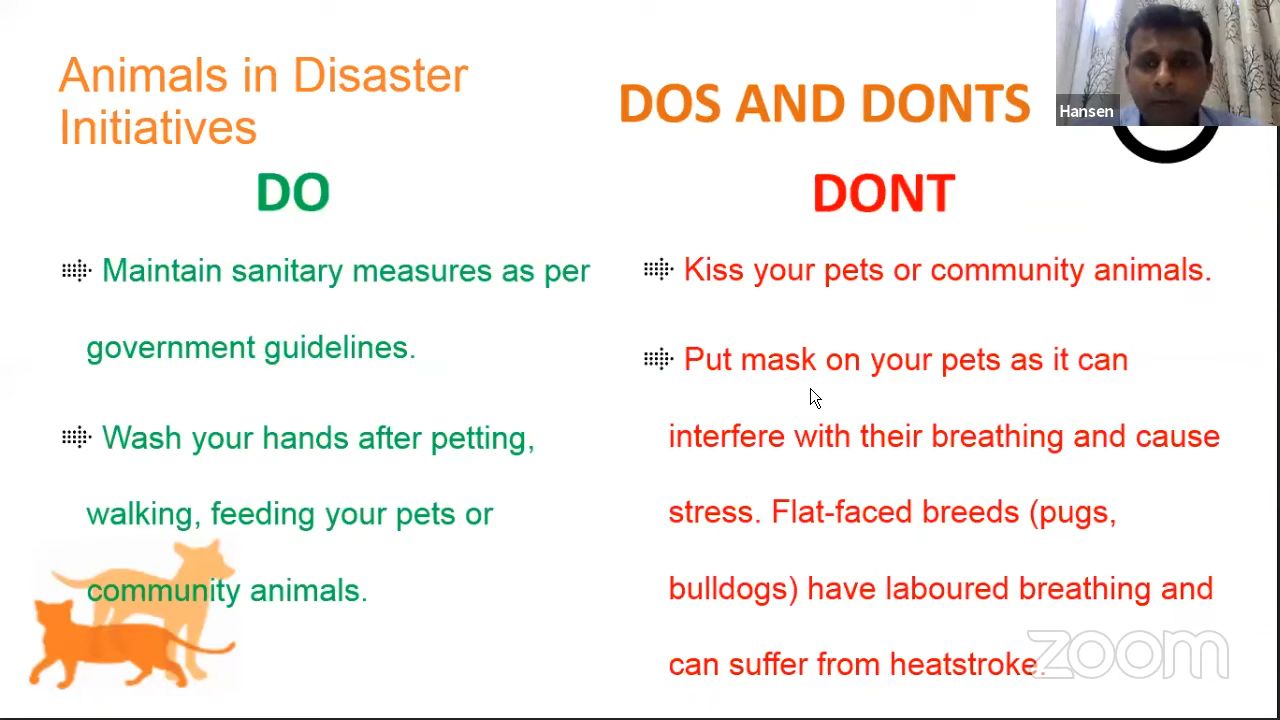 Animals in Disaster
Initiatives
DOS AND DONTS
Hansen
DO
Maintain sanitary measures as per
government guidelines.
Wash your hands after petting,
walking, feeding your pets or
community animals.
DONT
Kiss your pets or community animals.
Put mask on your pets as it can
interfere with their breathing and cause
stress. Flat-faced breeds (pugs,
bulldogs) have laboured breathing and
can suffer from heatstroke.
zoom